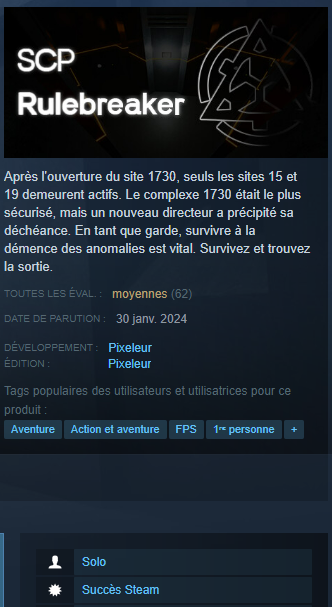 SCP
Rulebreaker
Après l'ouverture du site 1730, seuls les sites 15 et
19 demeurent actifs. Le complexe 1730 était le plus
sécurisé, mais un nouveau directeur a précipité sa
déchéance. En tant que garde, survivre à la
démence des anomalies est vital. Survivez et trouvez
la sortie.
TOUTES LES ÉVAL. : moyennes (62)
DATE DE PARUTION : 30 janv. 2024
DÉVELOPPEMENT : Pixeleur
ÉDITION : Pixeleur
Tags populaires des utilisateurs et utilisatrices pour ce
produit :
Aventure Action et aventure FPS 1ʳᵉ personne +
Solo
Succès Steam